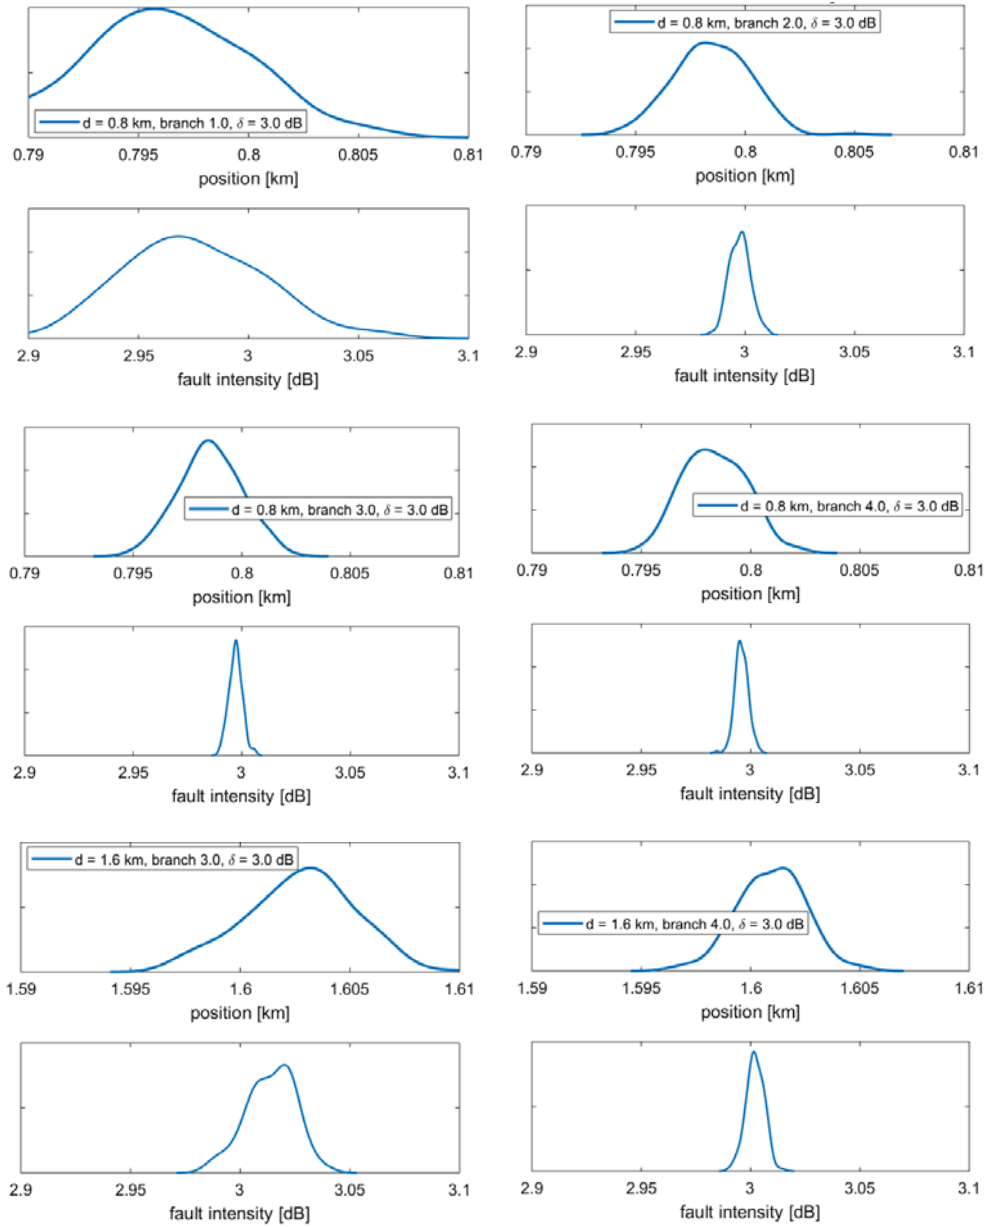 d = 0.8 km, branch 1.0, δ = 3.0 dB
0.79 0.795 0.8 0.805 0.81
position [km]
2.9 2.95 3 3.05 3.1
fault intensity [dB]
d = 0.8 km, branch 2.0, δ = 3.0 dB
0.79 0.795 0.8 0.805 0.81
position [km]
2.9 2.95 3 3.05 3.1
fault intensity [dB]
d = 0.8 km, branch 3.0, δ = 3.0 dB
0.79 0.795 0.8 0.805 0.81
position [km]
2.9 2.95 3 3.05 3.1
fault intensity [dB]
d = 0.8 km, branch 4.0, δ = 3.0 dB
0.79 0.795 0.8 0.805 0.81
position [km]
2.9 2.95 3 3.05 3.1
fault intensity [dB]
d = 1.6 km, branch 3.0, δ = 3.0 dB
1.59 1.595 1.6 1.605 1.61
position [km]
2.9 2.95 3 3.05 3.1
fault intensity [dB]
d = 1.6 km, branch 4.0, δ = 3.0 dB
1.59 1.595 1.6 1.605 1.61
position [km]
2.9 2.95 3 3.05 3.1
fault intensity [dB]